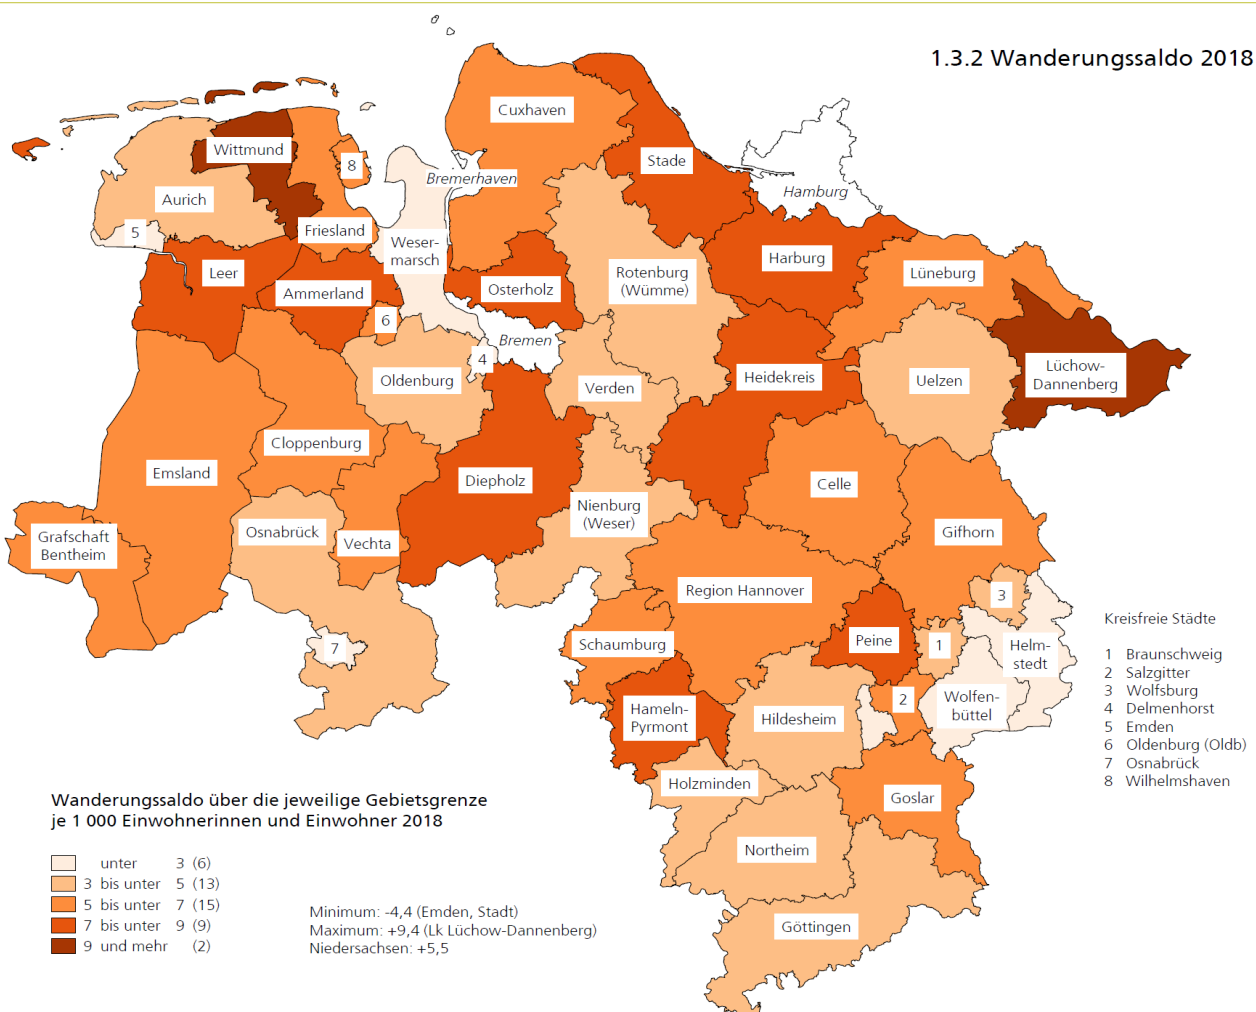 1.3.2 Wanderungssaldo 2018
Cuxhaven
Wittmund
8
Stade
Bremerhaven
Hamburg
Aurich
5
Friesland
Weser-
marsch
Leer
Ammerland
Osterholz
Rotenburg
(Wümme)
Harburg
Lüneburg
6
Bremen
4
Oldenburg
Verden
Heidekreis
Uelzen
Lüchow-
Dannenberg
Cloppenburg
Emsland
Diepholz
Celle
Nienburg
(Weser)
Grafschaft
Bentheim
Osnabrück
Vechta
Gifhorn
Region Hannover
3
Schaumburg
7
Peine
1
Helm-
stedt
Hameln-
Pyrmont
Hildesheim
2
Wolfen-
büttel
Holzminden
Goslar
Northeim
Göttingen
Kreisfreie Städte
1 Braunschweig
2 Salzgitter
3 Wolfsburg
4 Delmenhorst
5 Emden
6 Oldenburg (Oldb)
7 Osnabrück
8 Wilhelmshaven
Wanderungssaldo über die jeweilige Gebietsgrenze
je 1 000 Einwohnerinnen und Einwohner 2018
unter 3 (6)
3 bis unter 5 (13)
5 bis unter 7 (15)
7 bis unter 9 (9)
9 und mehr (2)
Minimum: -4,4 (Emden, Stadt)
Maximum: +9,4 (Lk Lüchow-Dannenberg)
Niedersachsen: +5,5